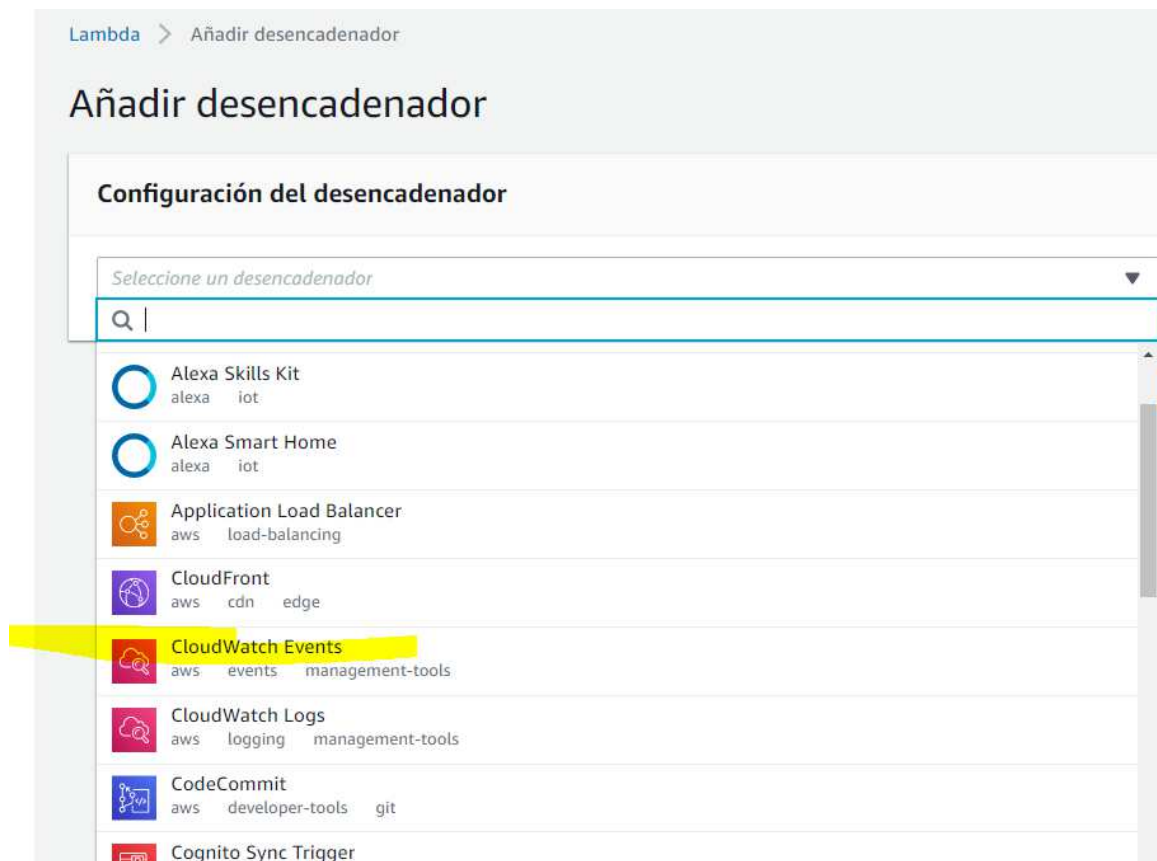 Lambda > Añadir desencadenador
Añadir desencadenador
Configuración del desencadenador
Seleccione un desencadenador
Alexa Skills Kit
alexa iot
Alexa Smart Home
alexa iot
Application Load Balancer
aws load-balancing
CloudFront
aws cdn edge
CloudWatch Events
aws events management-tools
CloudWatch Logs
aws logging management-tools
CodeCommit
aws developer-tools git
Cognito Sync Trigger